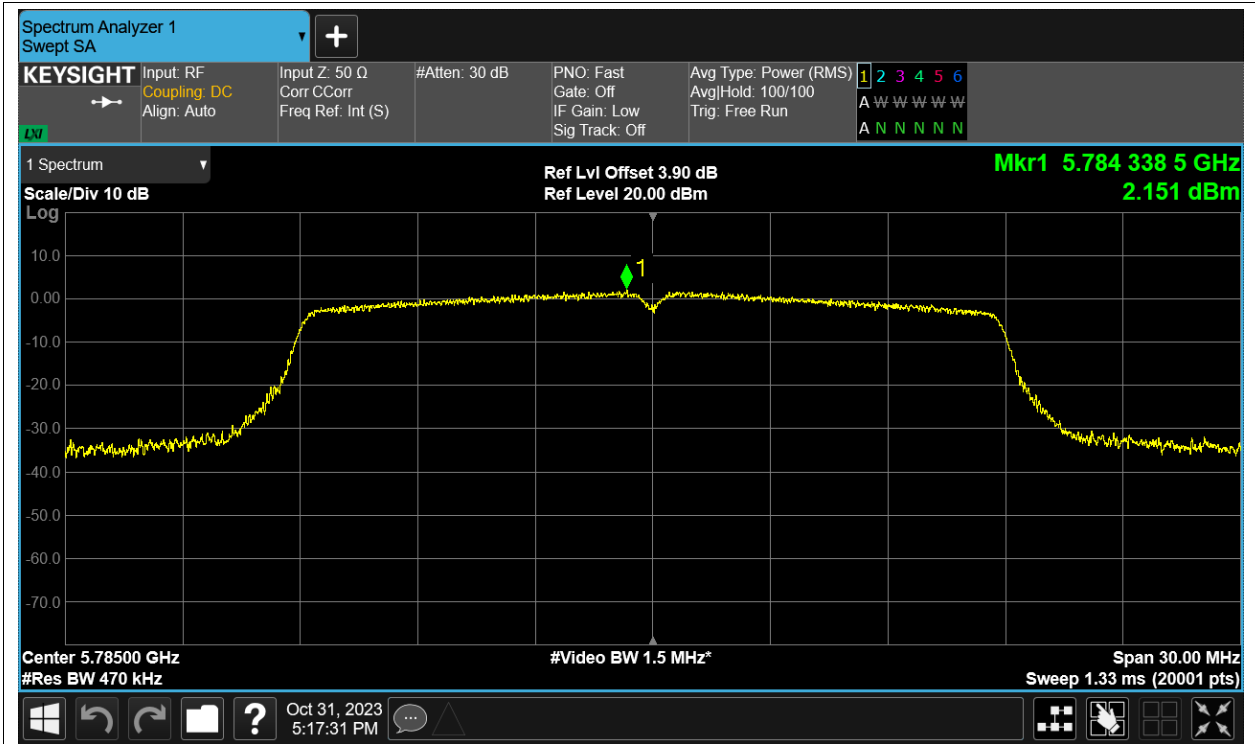 Spectrum Analyzer 1
Swept SA
KEYSIGHT
LXI
Input: RF
Coupling: DC
Align: Auto
Input Z: 50 Ω
Corr CCorr
Freq Ref: Int (S)
#Atten: 30 dB
PNO: Fast
Gate: Off
IF Gain: Low
Sig Track: Off
Avg Type: Power (RMS)
Avg|Hold: 100/100
Trig: Free Run
1 2 3 4 5 6
A W W W W W
A N N N N N
1 Spectrum
Scale/Div 10 dB
Log
Ref Lvl Offset 3.90 dB
Ref Level 20.00 dBm
Mkr1 5.784 338 5 GHz
2.151 dBm
10.0
0.00
-10.0
-20.0
-30.0
-40.0
-50.0
-60.0
-70.0
1
Center 5.78500 GHz
#Res BW 470 kHz
#Video BW 1.5 MHz*
Span 30.00 MHz
Sweep 1.33 ms (20001 pts)
?
Oct 31, 2023
5:17:31 PM